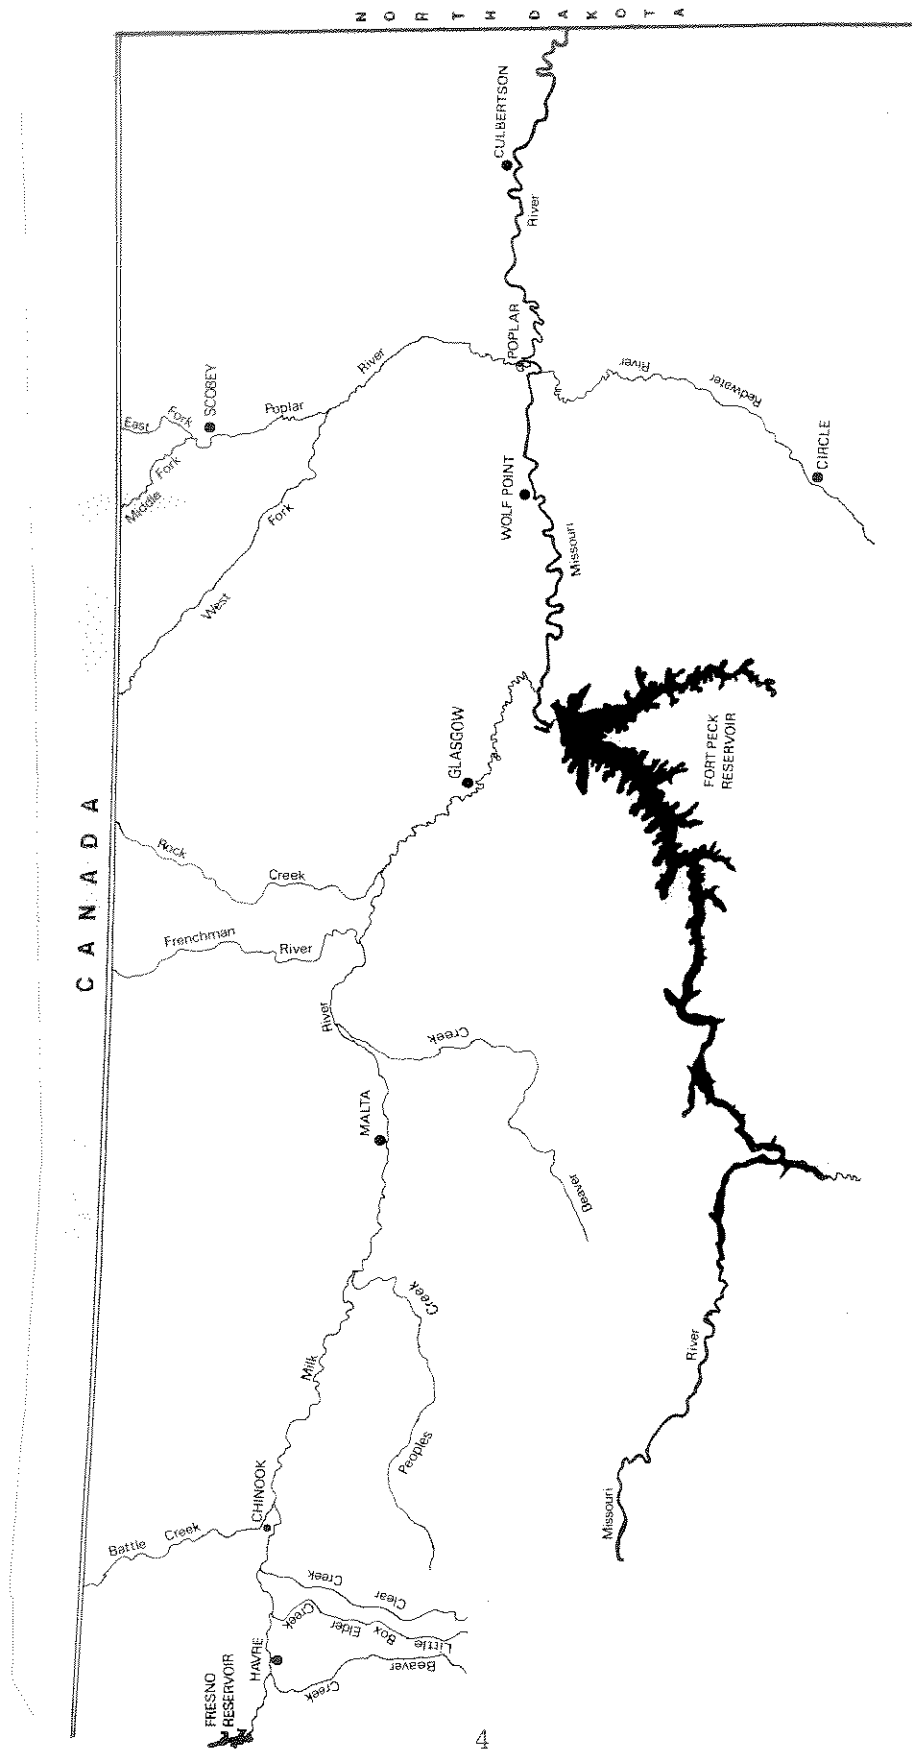 NORTH DAKOTA
CANADA
CULBERTSON
River
POPLAR
SCOBEY
East
Fork
Middle
Fork
Poplar
River
West
Fork
WOLF POINT
Missouri
River
Redwater
CIRCLE
GLASGOW
FORT PECK
RESERVOIR
Rock
Creek
Frenchman
River
River
MALTA
Creek
Beaver
Milk
Creek
Peoples
CHINOOK
Battle
Creek
River
Missouri
Creek
Clear
Creek
Elder
Box
Little
HAVRE
Beaver
Creek
FRESNO
RESERVOIR
4